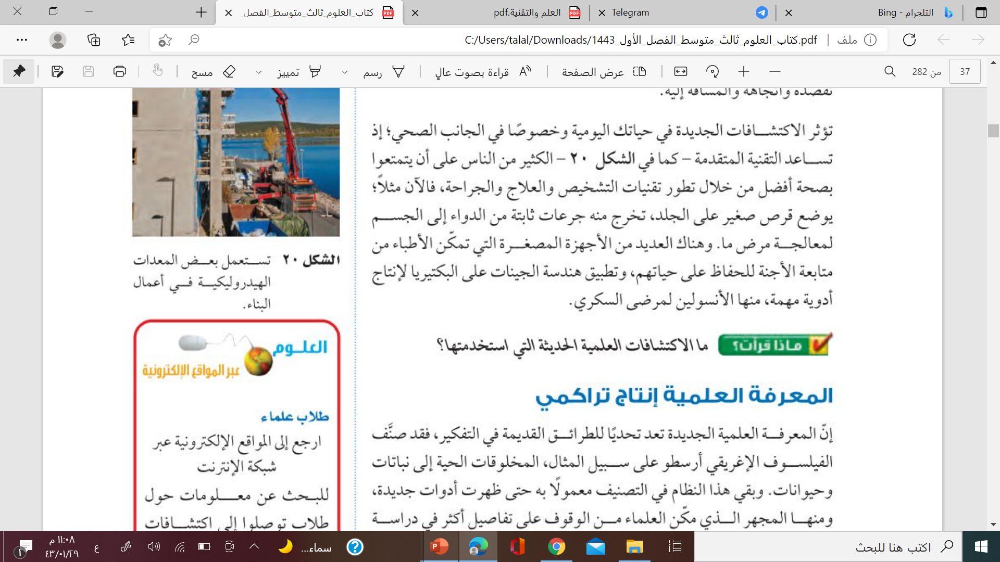 التلجرام - Bing
Telegram
العلم والتقنية.pdf
كتاب_العلوم_ثالث_متوسط_الفصل_
ملف
C:/Users/talal/Downloads/1443_كتاب_العلوم_ثالث_متوسط_الفصل_الأول.pdf
37
من 282
عرض الصفحة
قراءة بصوت عالٍ
رسم
تمييز
مسح
تقصده واتجاهه والمسافة إليه.
تؤثر الاكتشافات الجديدة في حياتك اليومية وخصوصًا في الجانب الصحي؛ إذ
تساعد التقنية المتقدمة – كما في الشكل ٢٠ – الكثير من الناس على أن يتمتعوا
بصحة أفضل من خلال تطور تقنيات التشخيص والعلاج والجراحة، فالآن مثلاً؛
يوضع قرص صغير على الجلد، تخرج منه جرعات ثابتة من الدواء إلى الجسم
لمعالجة مرض ما. وهناك العديد من الأجهزة المصغرة التي تمكّن الأطباء من
متابعة الأجنة للحفاظ على حياتهم، وتطبيق هندسة الجينات على البكتيريا لإنتاج
أدوية مهمة، منها الأنسولين لمرضى السكري.
ماذا قرأت؟ ما الاكتشافات العلمية الحديثة التي استخدمتها؟
المعرفة العلمية إنتاج تراكمي
إنّ المعرفة العلمية الجديدة تعد تحديًا للطرائق القديمة في التفكير، فقد صنَّف
الفيلسوف الإغريقي أرسطو على سبيل المثال، المخلوقات الحية إلى نباتات
وحيوانات. وبقي هذا النظام في التصنيف معمولًا به حتى ظهرت أدوات جديدة،
ومنها المجهر الذي مكّن العلماء من الوقوف على تفاصيل أكثر في دراسة
الشكل ٢٠ تستعمل بعض المعدات
الهيدروليكية في أعمال
البناء.
العلوم
عبر المواقع الإلكترونية
طلاب علماء
ارجع إلى المواقع الإلكترونية عبر
شبكة الإنترنت
للبحث عن معلومات حول
طلاب توصلوا إلى اكتشافات
اكتب هنا للبحث
سماء...
ع
١١:٠٨ م
٤٣/٠١/٢٩
١